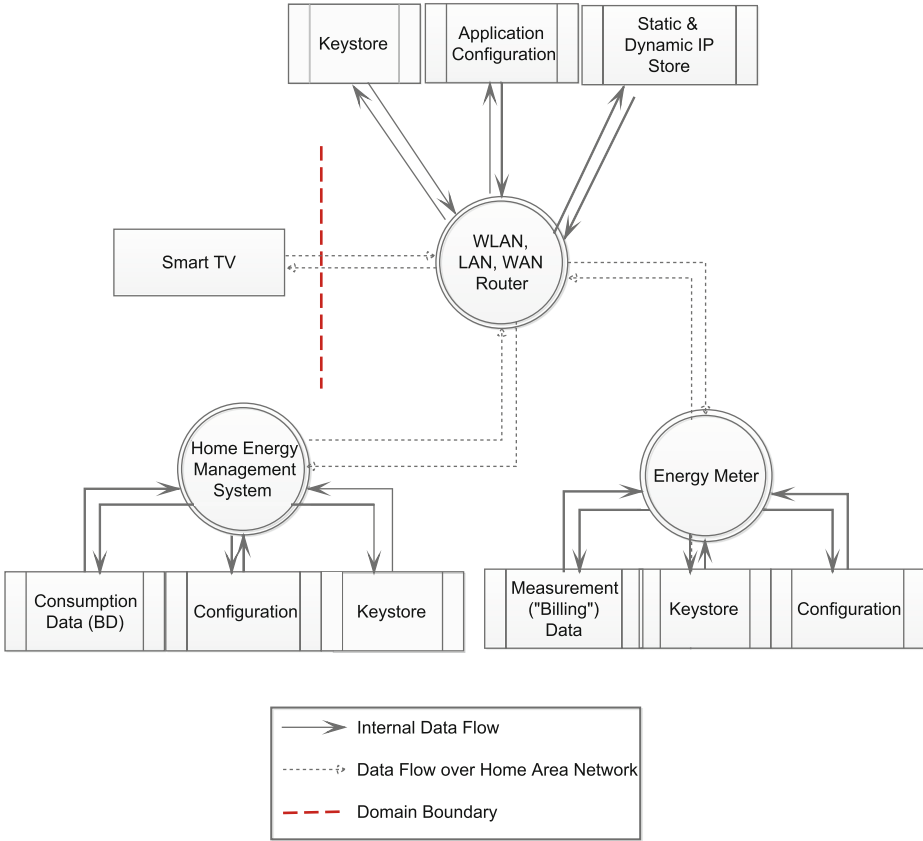 Keystore
Application
Configuration
Static &
Dynamic IP
Store
Smart TV
WLAN,
LAN, WAN
Router
Home Energy
Management
System
Energy Meter
Consumption
Data (BD)
Configuration
Keystore
Measurement
("Billing")
Data
Keystore
Configuration
Internal Data Flow
Data Flow over Home Area Network
Domain Boundary